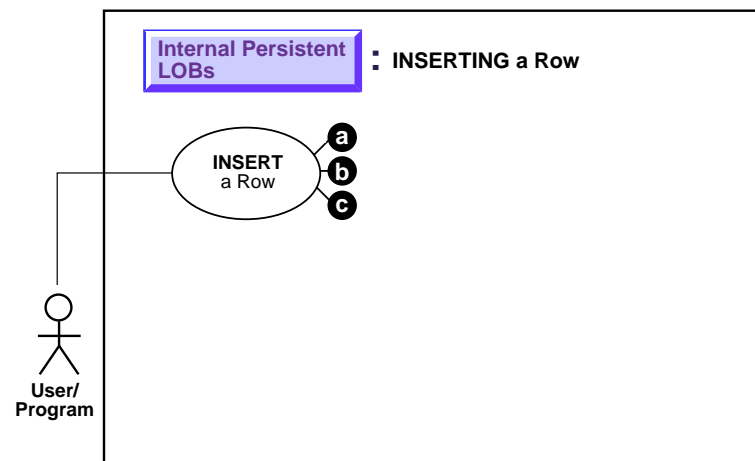 Internal Persistent
LOBs
: INSERTING a Row
INSERT
a Row
a
b
c
User/
Program